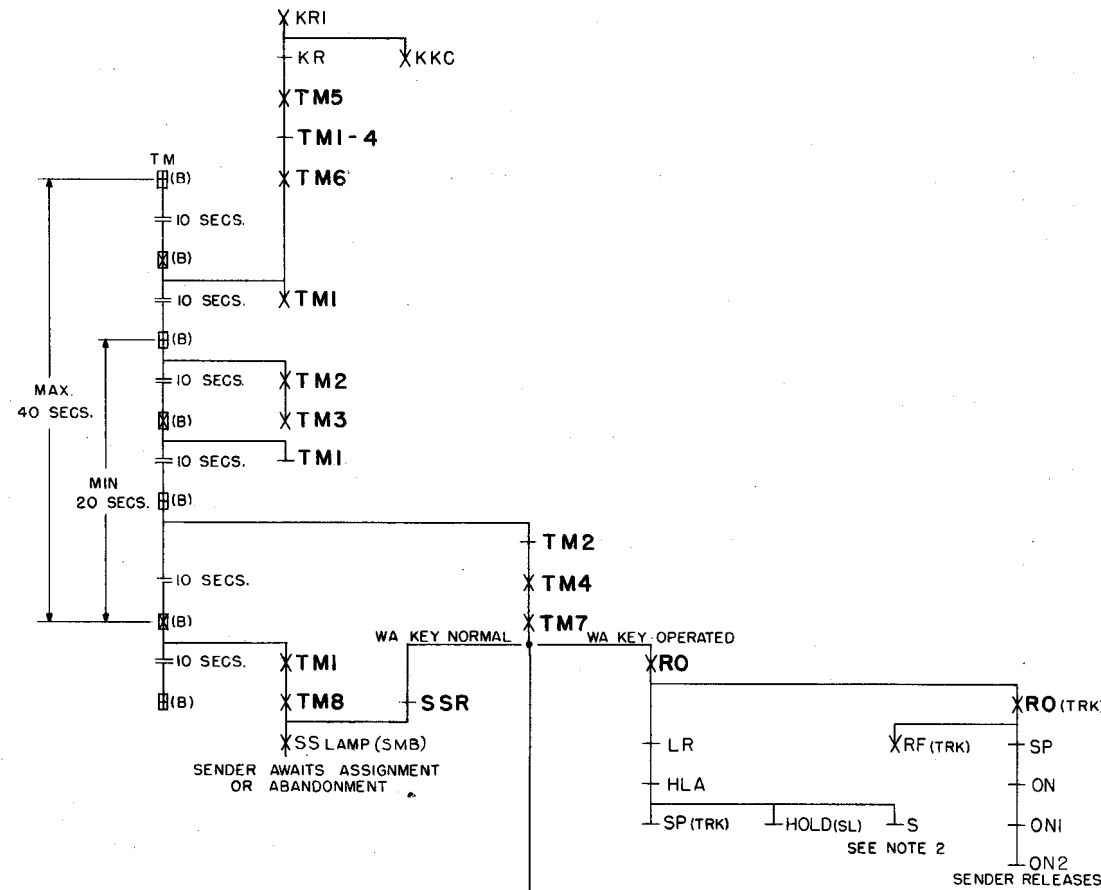 KRI
KR
KKC
TM5
TM1-4
TM
(B)
TM6
10 SECS.
(B)
10 SECS.
TM1
(B)
10 SECS.
TM2
MAX.
40 SECS.
(B)
TM3
10 SECS.
TM1
MIN
20 SECS.
(B)
TM2
10 SECS.
TM4
(B)
TM7
WA KEY NORMAL
WA KEY OPERATED
10 SECS.
TM1
RO
(B)
TM8
SSR
RO (TRK)
SS LAMP (SMB)
LR
RF (TRK)
SP
SENDER AWAITS ASSIGNMENT
OR ABANDONMENT
HLA
ON
SP (TRK)
HOLD (SL)
S
ON1
SEE NOTE 2
ON2
SENDER RELEASES